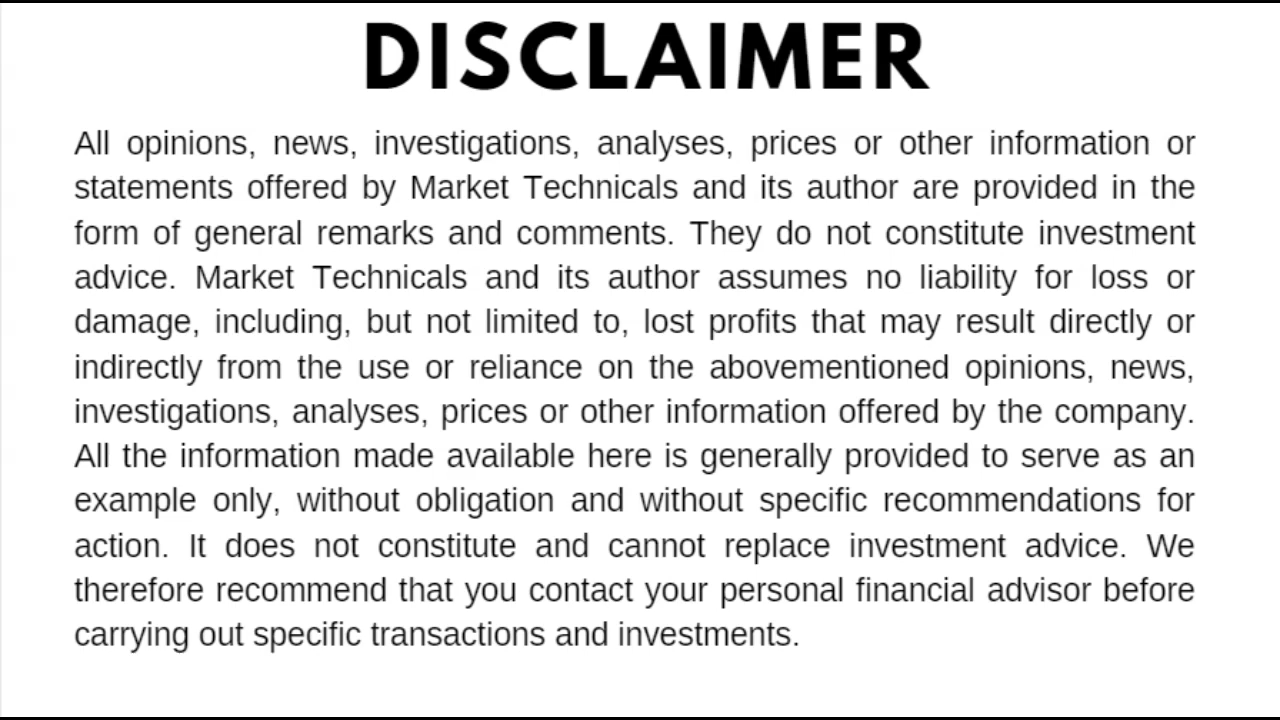 DISCLAIMER
All opinions, news, investigations, analyses, prices or other information or
statements offered by Market Technicals and its author are provided in the
form of general remarks and comments. They do not constitute investment
advice. Market Technicals and its author assumes no liability for loss or
damage, including, but not limited to, lost profits that may result directly or
indirectly from the use or reliance on the abovementioned opinions, news,
investigations, analyses, prices or other information offered by the company.
All the information made available here is generally provided to serve as an
example only, without obligation and without specific recommendations for
action. It does not constitute and cannot replace investment advice. We
therefore recommend that you contact your personal financial advisor before
carrying out specific transactions and investments.